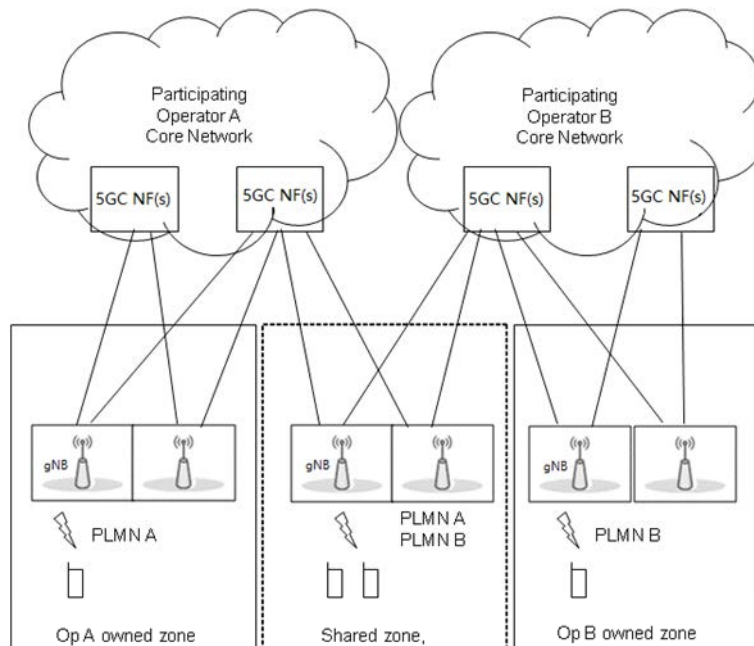 Participating
Operator A
Core Network
Participating
Operator B
Core Network
5GC NF(s)
5GC NF(s)
5GC NF(s)
5GC NF(s)
gNB
gNB
gNB
PLMN A
PLMN A
PLMN B
PLMN B
Op A owned zone
Shared zone,
Op B owned zone